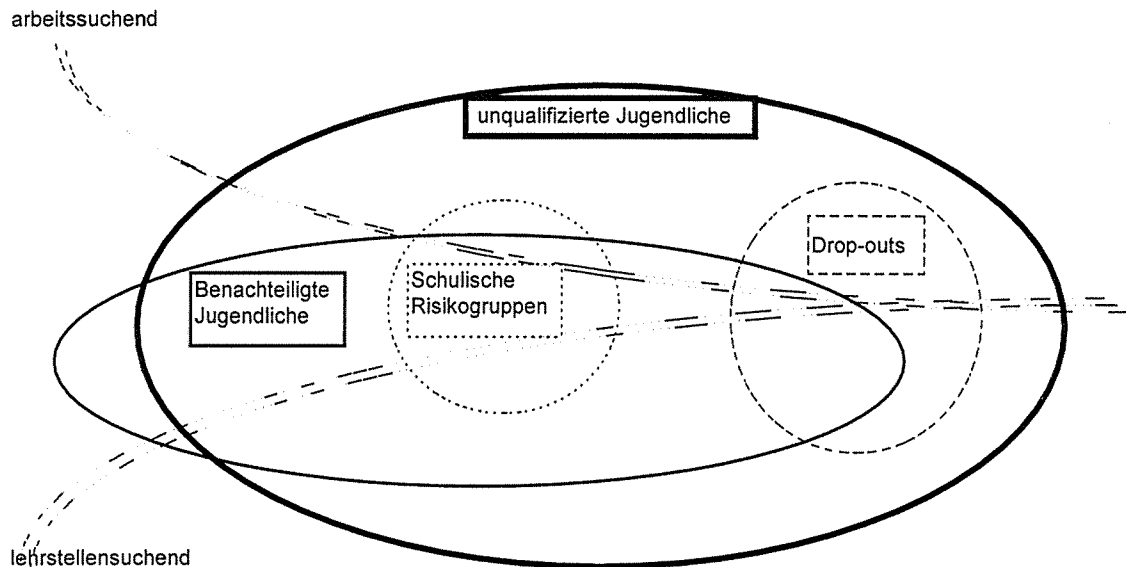 arbeitssuchend
unqualifizierte Jugendliche
Drop-outs
Schulische
Risikogruppen
Benachteiligte
Jugendliche
lehrstellensuchend